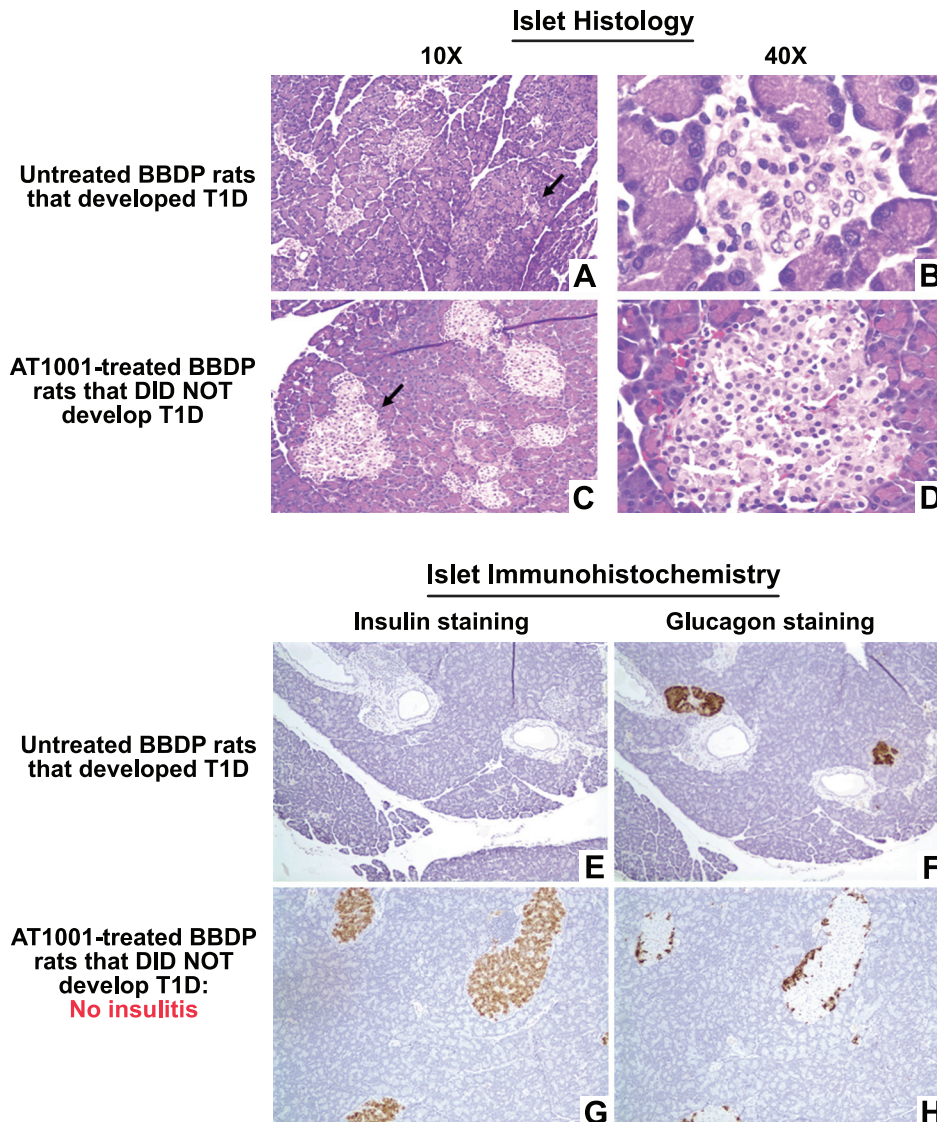 Islet Histology
10X
40X
Untreated BBDP rats
that developed T1D
A
B
AT1001-treated BBDP
rats that DID NOT
develop T1D
C
D
Islet Immunohistochemistry
Insulin staining
Glucagon staining
Untreated BBDP rats
that developed T1D
E
F
AT1001-treated BBDP
rats that DID NOT
develop T1D:
No insulitis
G
H